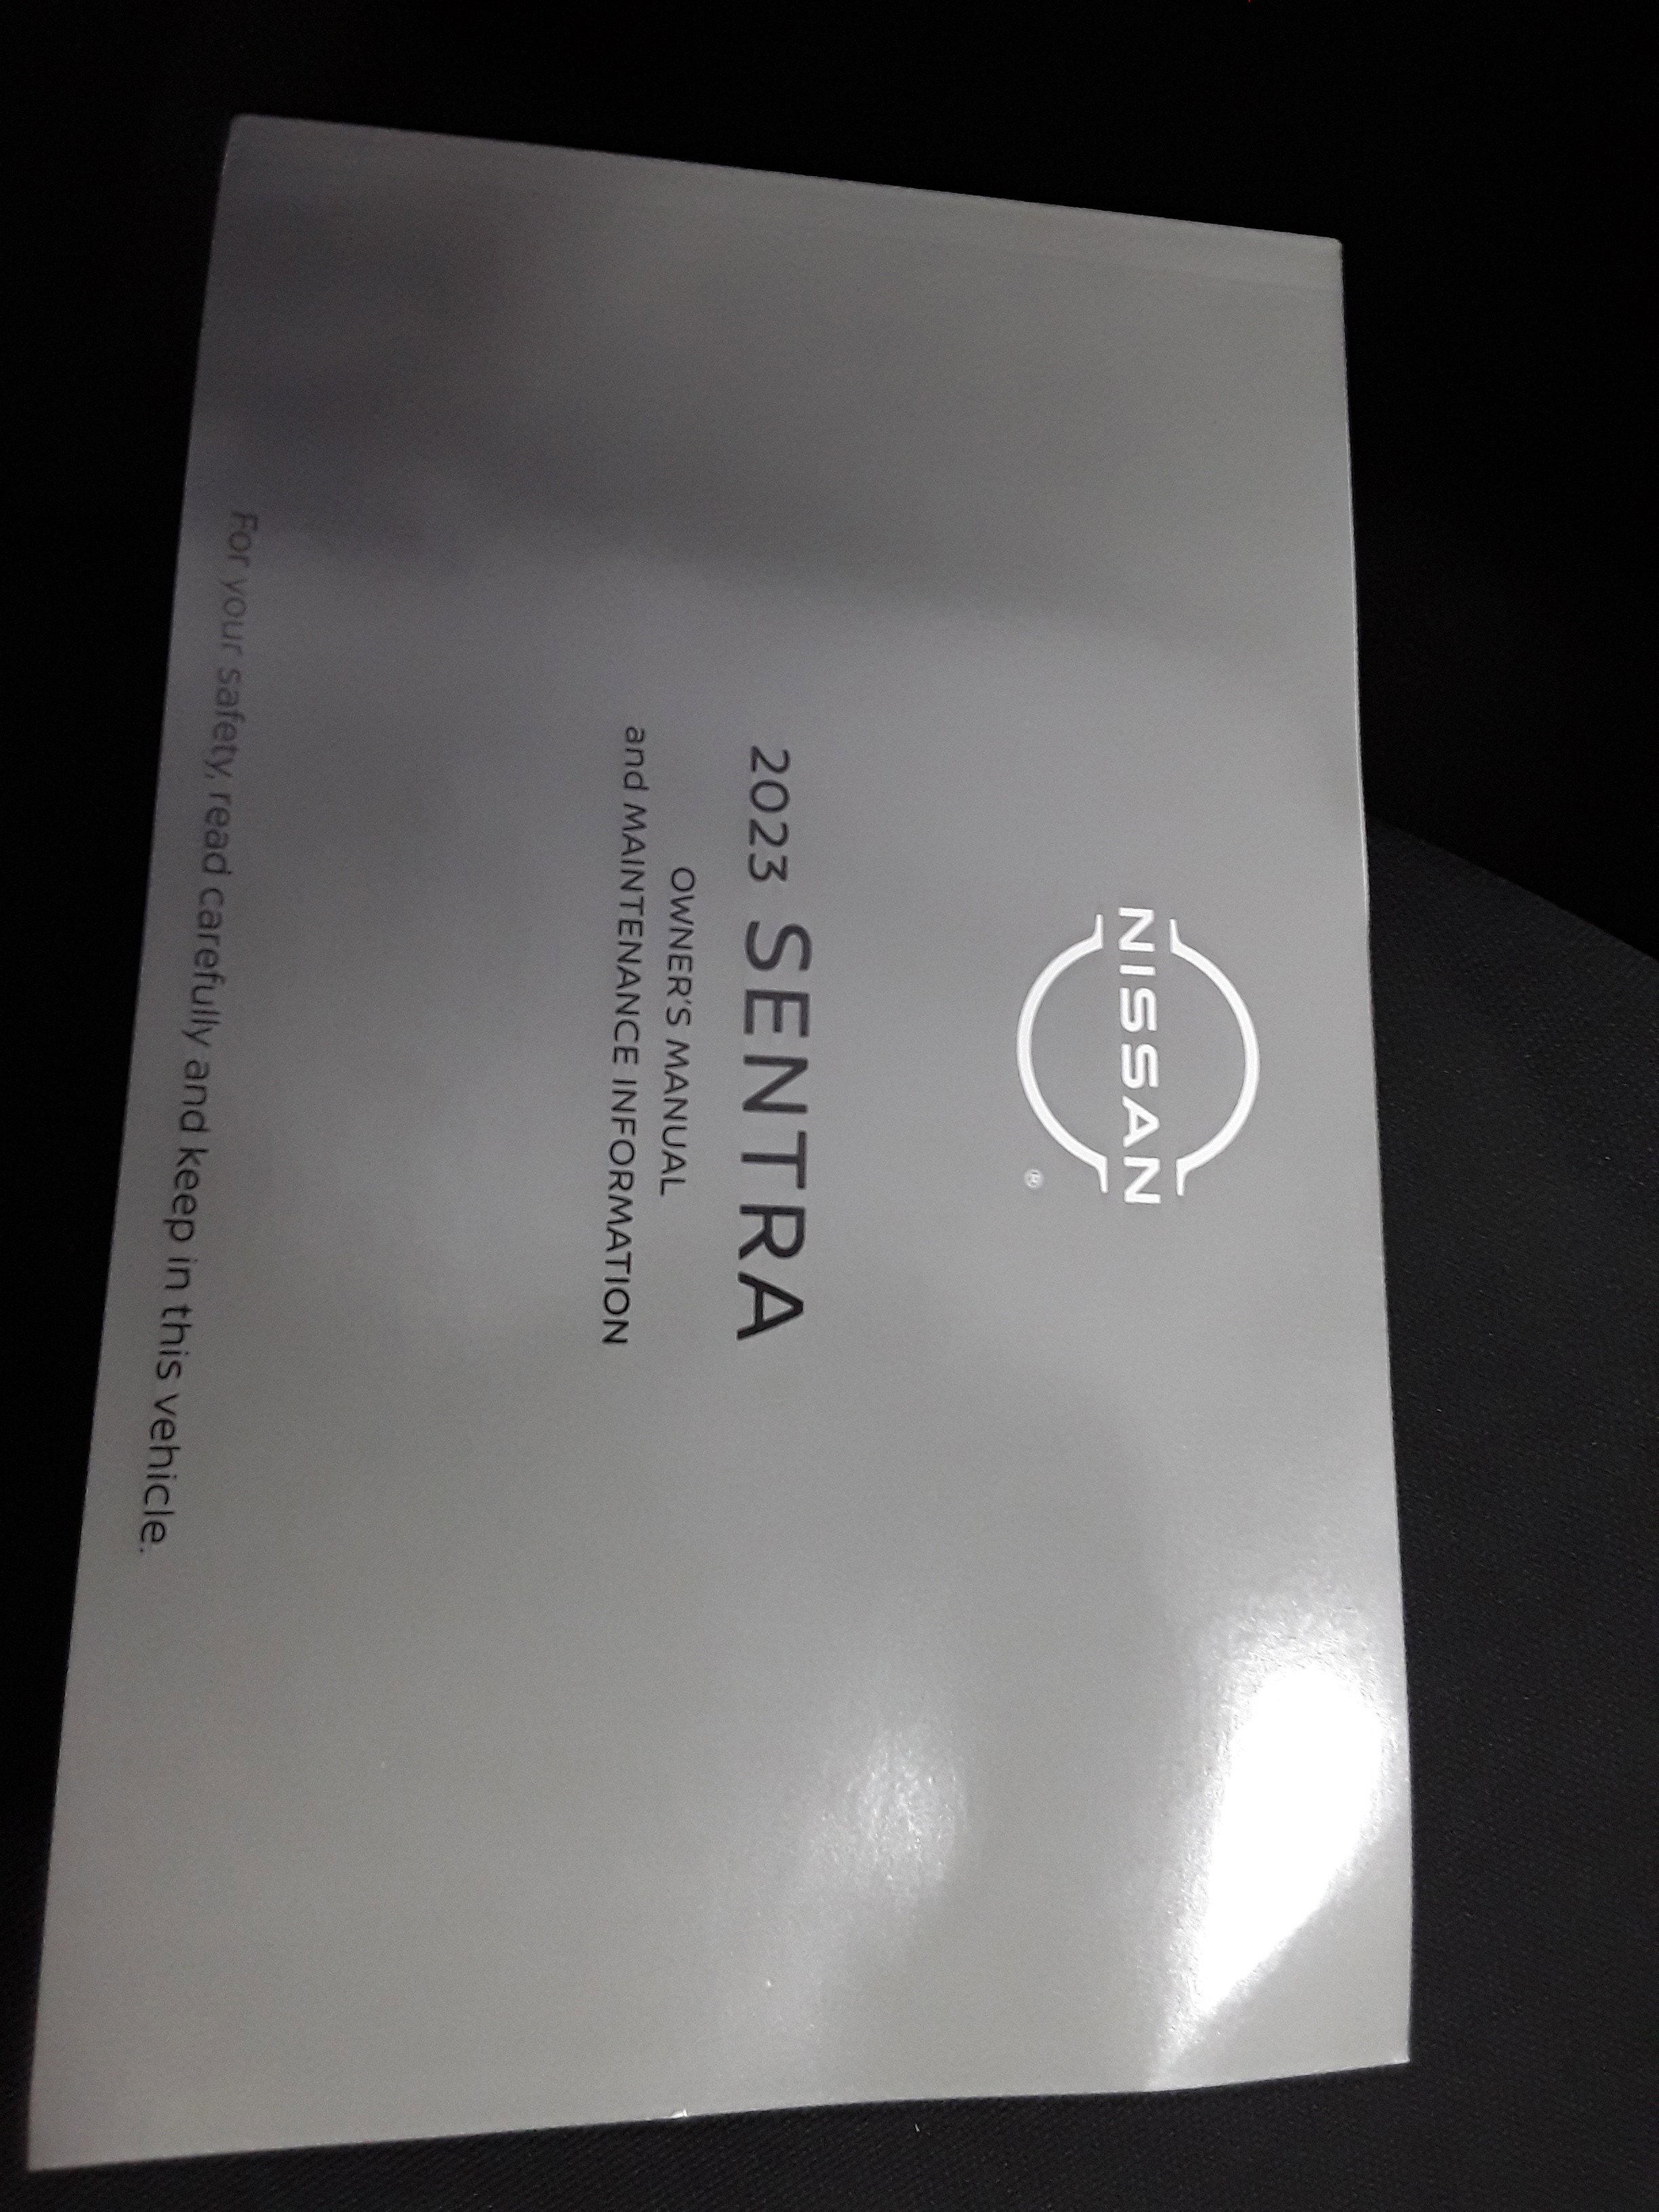 NISSAN
®
2023 SENTRA
OWNER'S MANUAL
and MAINTENANCE INFORMATION
For your safety, read carefully and keep in this vehicle.